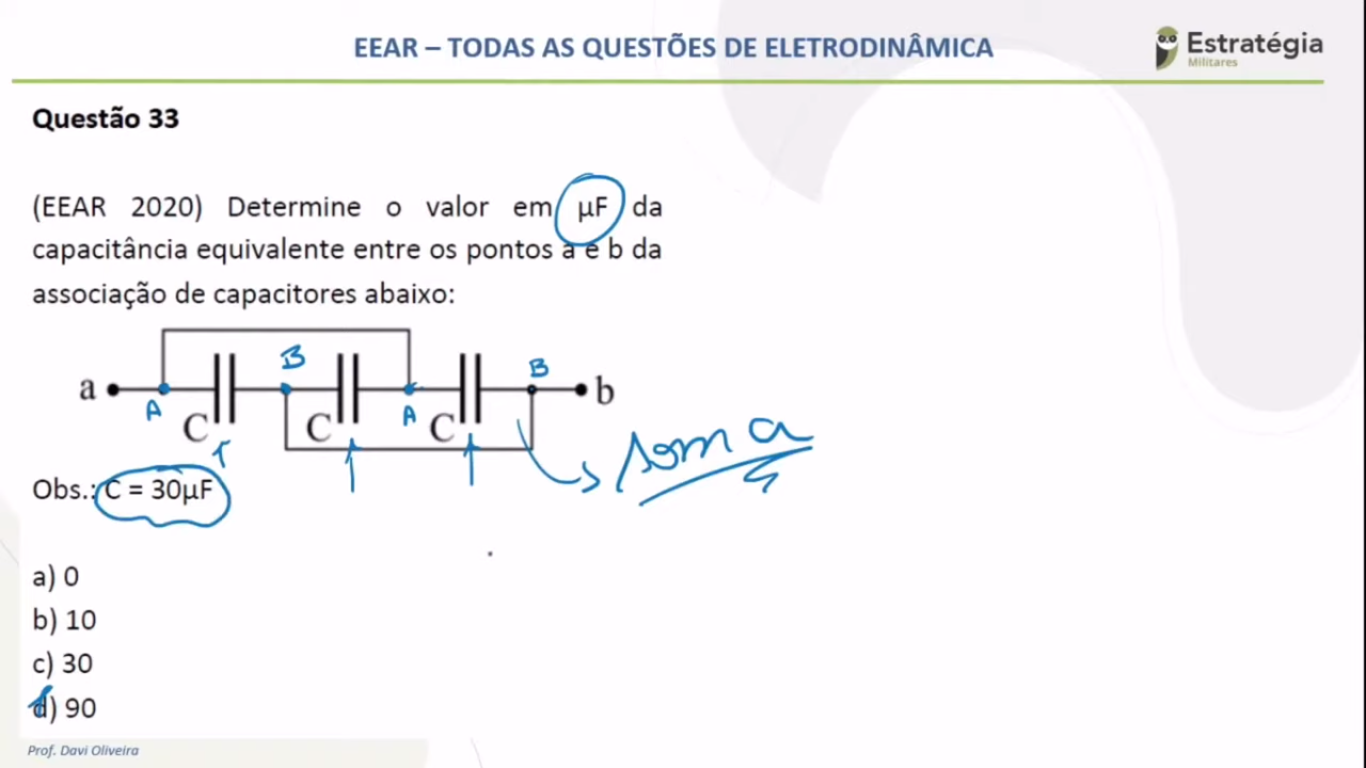 EEAR – TODAS AS QUESTÕES DE ELETRODINÂMICA
Estratégia
Militares
Questão 33
(EEAR 2020) Determine o valor em µF da
capacitância equivalente entre os pontos a e b da
associação de capacitores abaixo:
B B
a b
A A
C C C
soma
Obs.: C = 30µF
a) 0
b) 10
c) 30
d) 90
Prof. Davi Oliveira